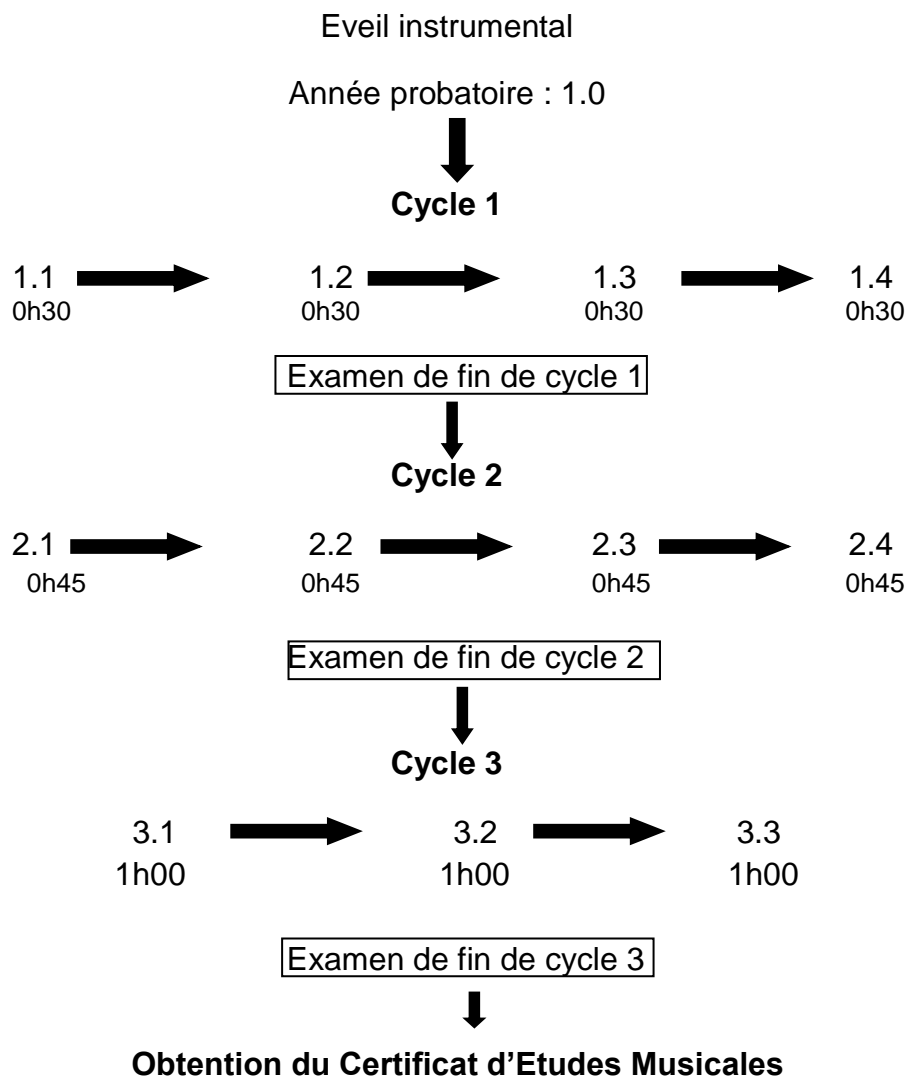 Eveil instrumental
Année probatoire : 1.0
Cycle 1
1.1 1.2 1.3 1.4
0h30 0h30 0h30 0h30
Examen de fin de cycle 1
Cycle 2
2.1 2.2 2.3 2.4
0h45 0h45 0h45 0h45
Examen de fin de cycle 2
Cycle 3
3.1 3.2 3.3
1h00 1h00 1h00
Examen de fin de cycle 3
Obtention du Certificat d’Etudes Musicales